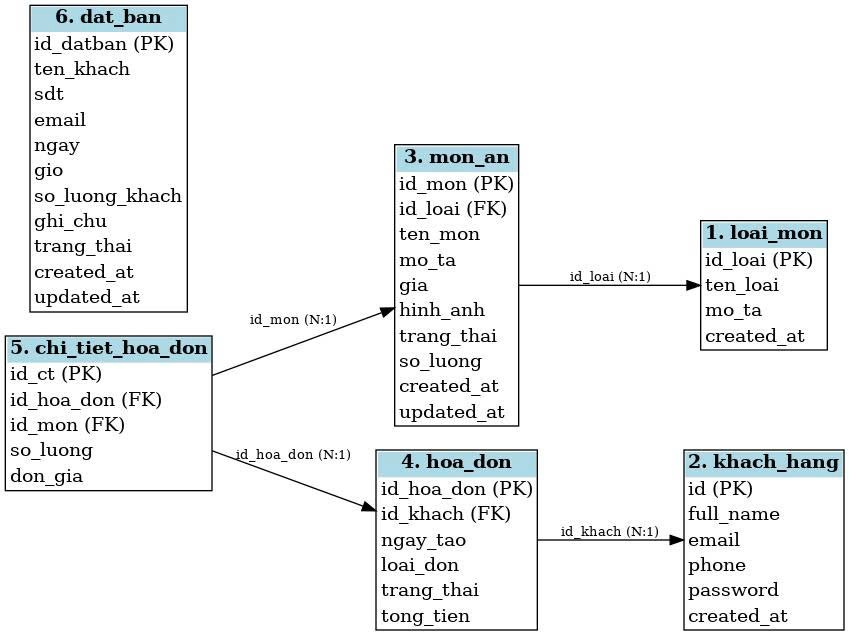 6. dat_ban
id_datban (PK)
ten_khach
sdt
email
ngay
gio
so_luong_khach
ghi_chu
trang_thai
created_at
updated_at
5. chi_tiet_hoa_don
id_ct (PK)
id_hoa_don (FK)
id_mon (FK)
so_luong
don_gia
id_mon (N:1)
id_hoa_don (N:1)
3. mon_an
id_mon (PK)
id_loai (FK)
ten_mon
mo_ta
gia
hinh_anh
trang_thai
so_luong
created_at
updated_at
4. hoa_don
id_hoa_don (PK)
id_khach (FK)
ngay_tao
loai_don
trang_thai
tong_tien
id_loai (N:1)
id_khach (N:1)
1. loai_mon
id_loai (PK)
ten_loai
mo_ta
created_at
2. khach_hang
id (PK)
full_name
email
phone
password
created_at